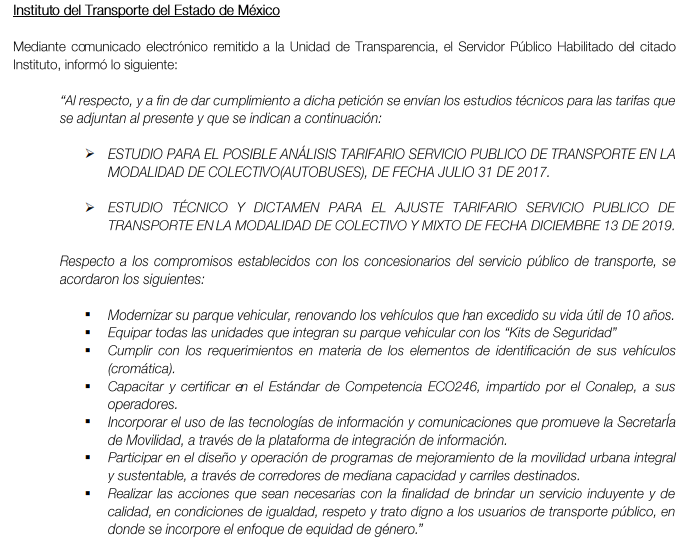 Instituto del Transporte del Estado de México
Mediante comunicado electrónico remitido a la Unidad de Transparencia, el Servidor Público Habilitado del citado
Instituto, informó lo siguiente:
“Al respecto, y a fin de dar cumplimiento a dicha petición se envían los estudios técnicos para las tarifas que
se adjuntan al presente y que se indican a continuación:
➢ ESTUDIO PARA EL POSIBLE ANÁLISIS TARIFARIO SERVICIO PUBLICO DE TRANSPORTE EN LA
MODALIDAD DE COLECTIVO(AUTOBUSES), DE FECHA JULIO 31 DE 2017.
➢ ESTUDIO TÉCNICO Y DICTAMEN PARA EL AJUSTE TARIFARIO SERVICIO PUBLICO DE
TRANSPORTE EN LA MODALIDAD DE COLECTIVO Y MIXTO DE FECHA DICIEMBRE 13 DE 2019.
Respecto a los compromisos establecidos con los concesionarios del servicio público de transporte, se
acordaron los siguientes:
▪ Modernizar su parque vehicular, renovando los vehículos que han excedido su vida útil de 10 años.
▪ Equipar todas las unidades que integran su parque vehicular con los “Kits de Seguridad”
▪ Cumplir con los requerimientos en materia de los elementos de identificación de sus vehículos
(cromática).
▪ Capacitar y certificar en el Estándar de Competencia ECO246, impartido por el Conalep, a sus
operadores.
▪ Incorporar el uso de las tecnologías de información y comunicaciones que promueve la Secretaría
de Movilidad, a través de la plataforma de integración de información.
▪ Participar en el diseño y operación de programas de mejoramiento de la movilidad urbana integral
y sustentable, a través de corredores de mediana capacidad y carriles destinados.
▪ Realizar las acciones que sean necesarias con la finalidad de brindar un servicio incluyente y de
calidad, en condiciones de igualdad, respeto y trato digno a los usuarios de transporte público, en
donde se incorpore el enfoque de equidad de género.”